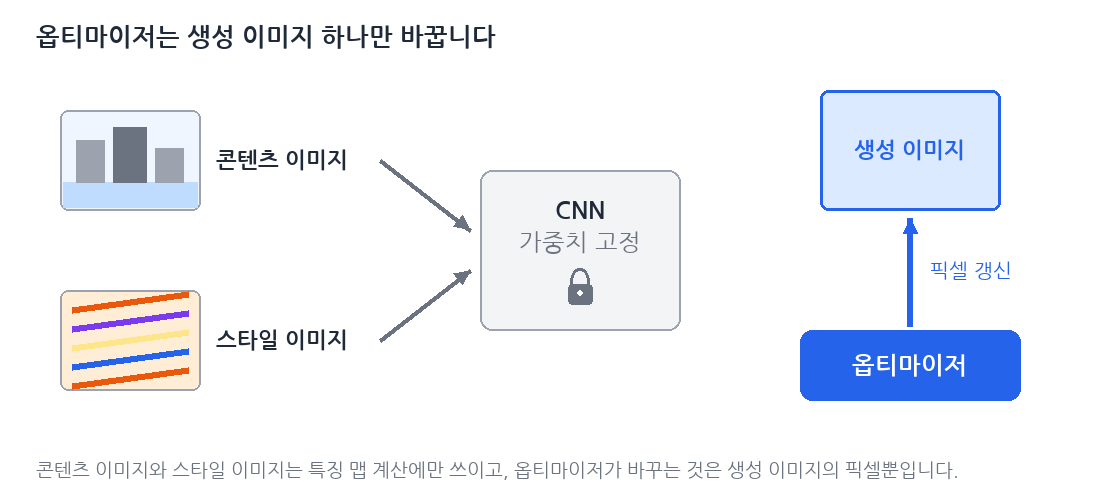 옵티마이저는 생성 이미지 하나만 바꿉니다
콘텐츠 이미지
스타일 이미지
CNN
가중치 고정
생성 이미지
픽셀 갱신
옵티마이저
콘텐츠 이미지와 스타일 이미지는 특징 맵 계산에만 쓰이고, 옵티마이저가 바꾸는 것은 생성 이미지의 픽셀뿐입니다.